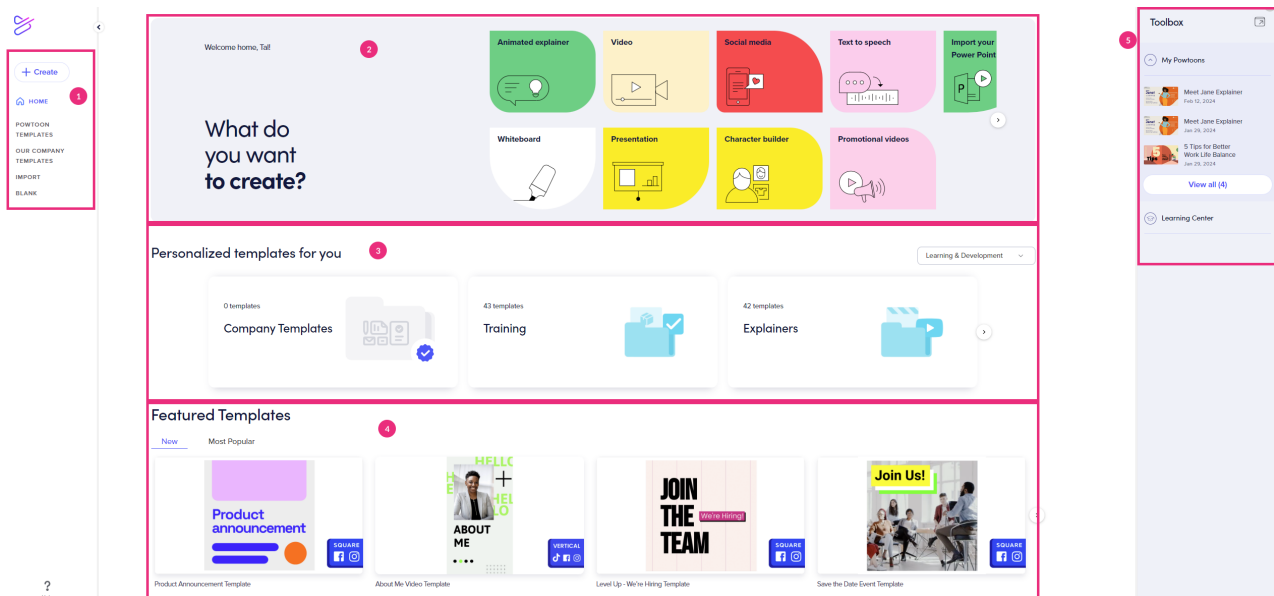 + Create
HOME
1
POWTOON
TEMPLATES
OUR COMPANY
TEMPLATES
IMPORT
BLANK
?
Welcome home, Tal!
2
What do
you want
to create?
Animated explainer
Video
Social media
Text to speech
Import your
Power Point
P
Whiteboard
Presentation
Character builder
Promotional videos
Personalized templates for you
3
Learning & Development
0 templates
Company Templates
43 templates
Training
42 templates
Explainers
Featured Templates
4
New
Most Popular
Product
announcement
SQUARE
Product Announcement Template
HELLO
ABOUT
ME
VERTICAL
About Me Video Template
JOIN
THE
TEAM
We're Hiring!
SQUARE
Level Up - We're Hiring Template
Join Us!
SQUARE
Save the Date Event Template
5
Toolbox
My Powtoons
Meet Jane Explainer
Feb 12, 2024
Meet Jane Explainer
Jan 29, 2024
5
Tips
5 Tips for Better
Work Life Balance
Jan 29, 2024
View all (4)
Learning Center